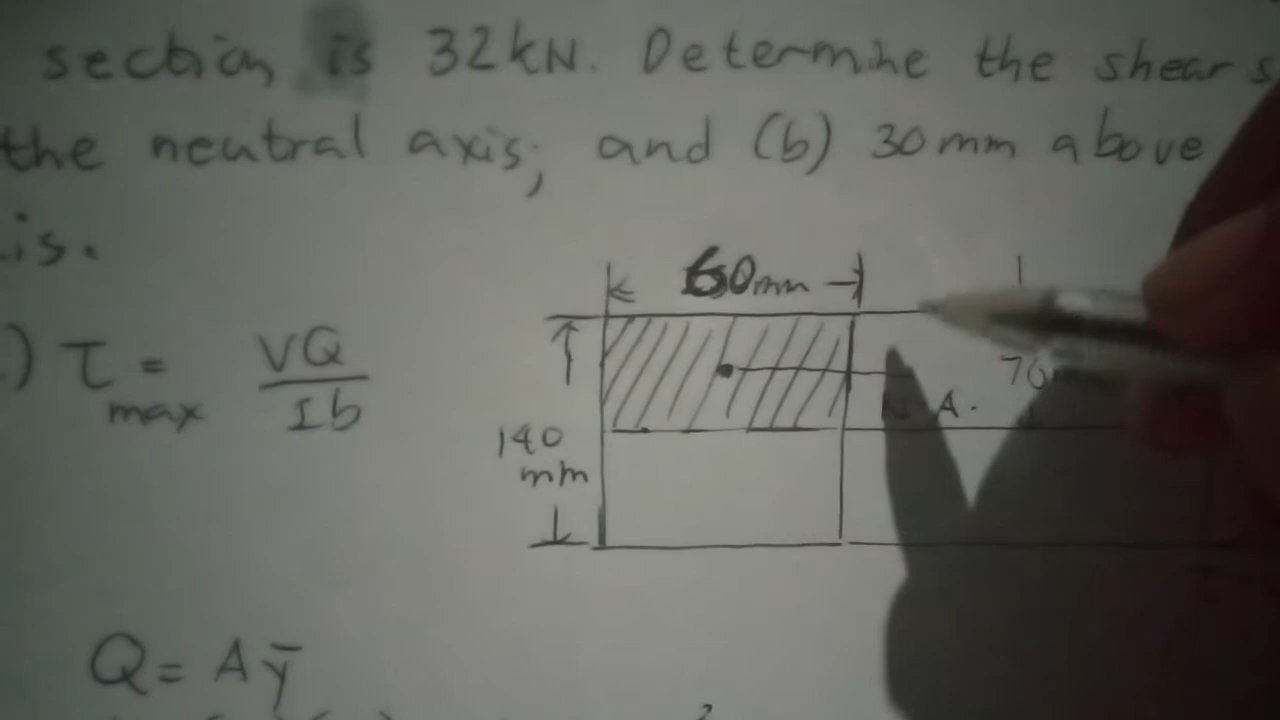 section is 32kN. Determine the shear
the neutral axis; and (b) 30mm above
is.
60mm
) τmax = VQ / Ib
140
mm
A.
Q = Aȳ
2